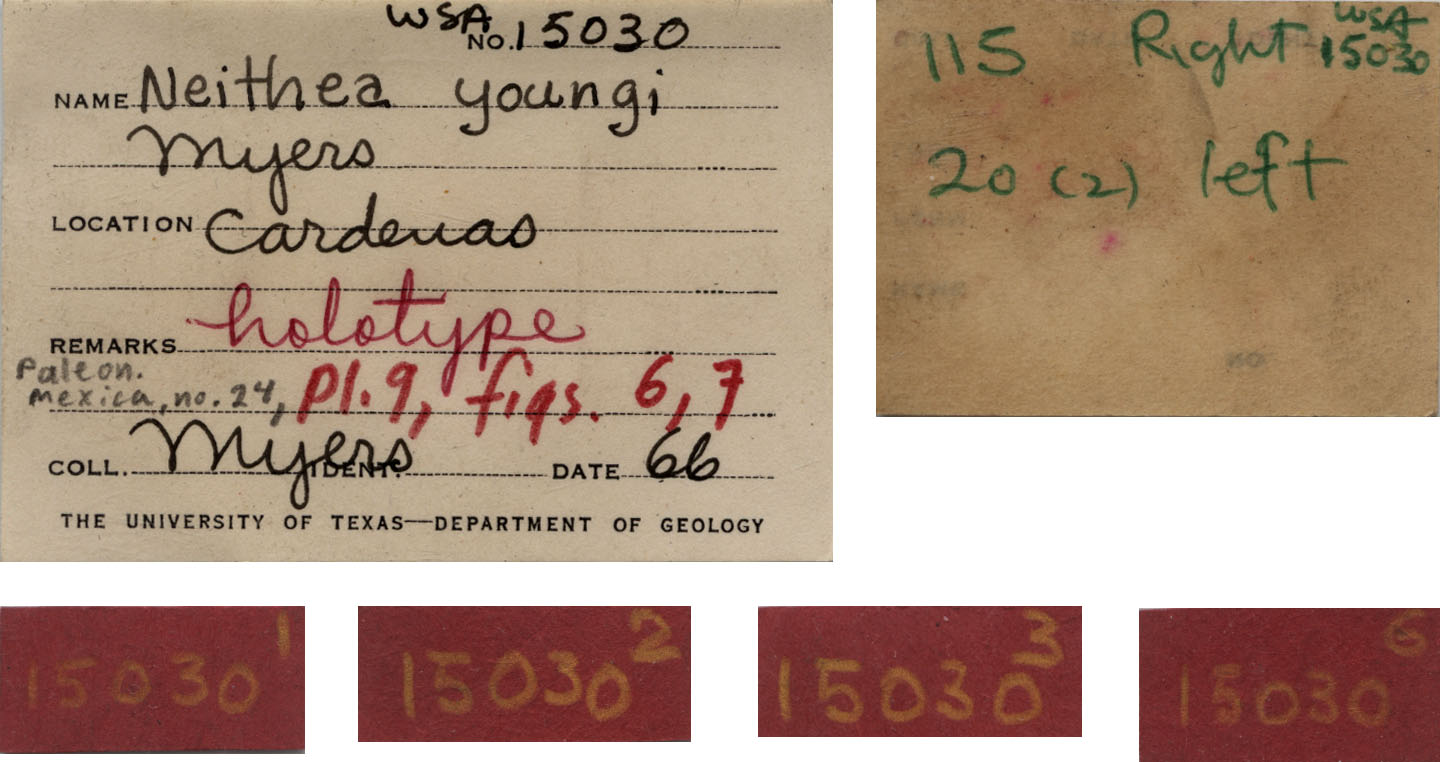 WSA
NO. 15030
NAME Neithea youngi
Myers
LOCATION Cardenas
REMARKS holotype
Paleon.
Mexica, no. 24, pl. 9, figs. 6, 7
COLL. Myers IDENT. DATE 66
THE UNIVERSITY OF TEXAS—DEPARTMENT OF GEOLOGY
115 Right WSA 15030
20 (2) left
15030 1
15030 2
15030 3
15030 6